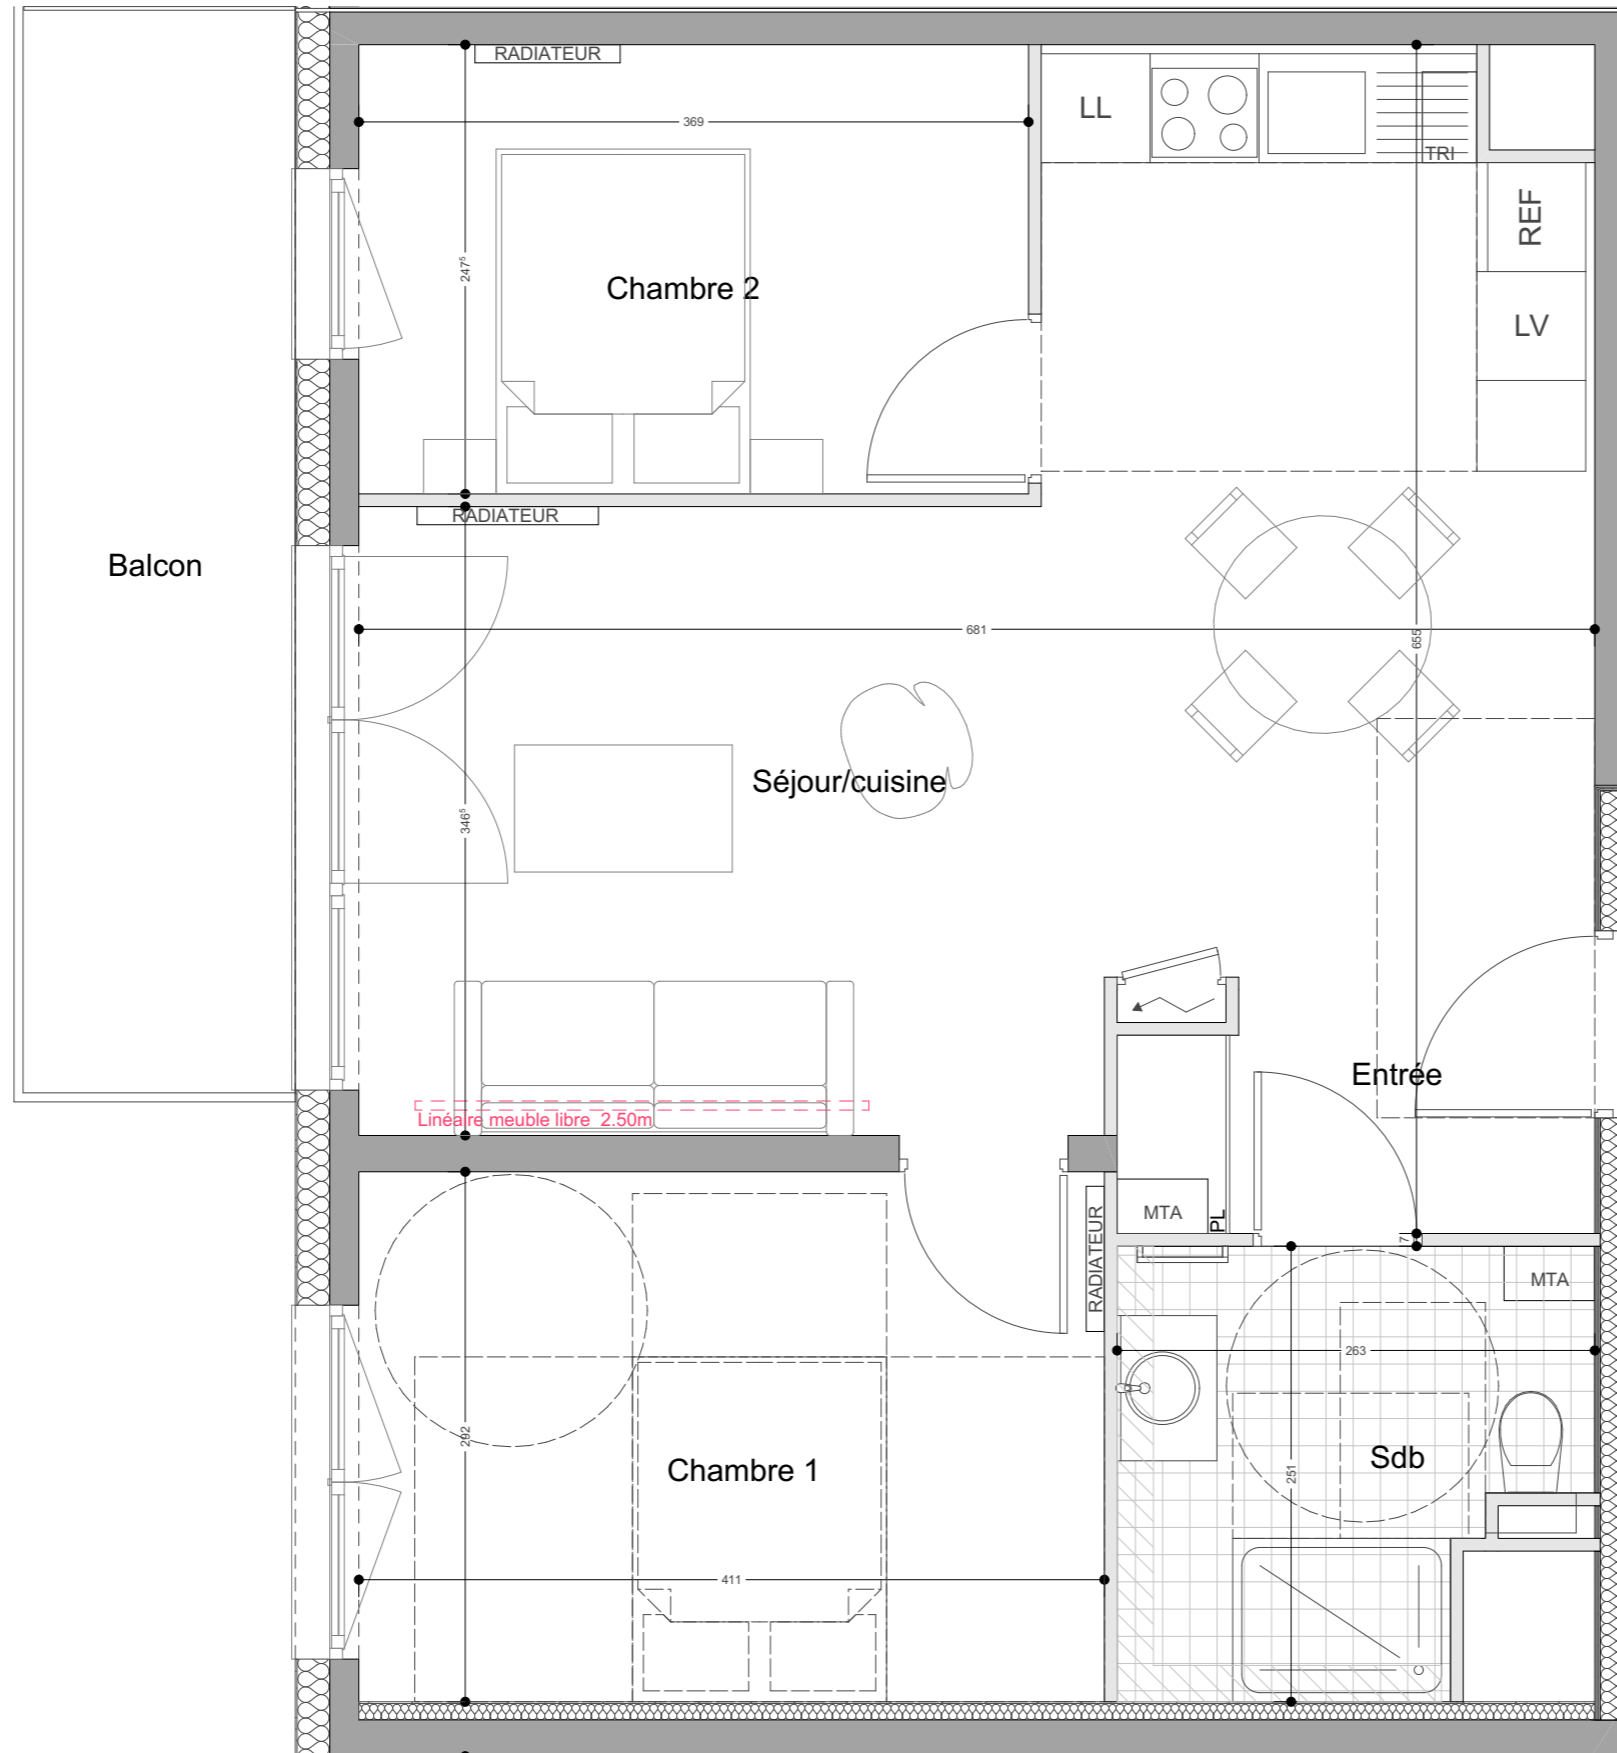 RADIATEUR
LL
369
TRI
REF
247⁵
Chambre 2
LV
RADIATEUR
Balcon
681
655
Séjour/cuisine
346⁵
Entrée
Linéaire meuble libre 2.50m
MTA
PL
RADIATEUR
7
MTA
263
292
Chambre 1
Sdb
251
411